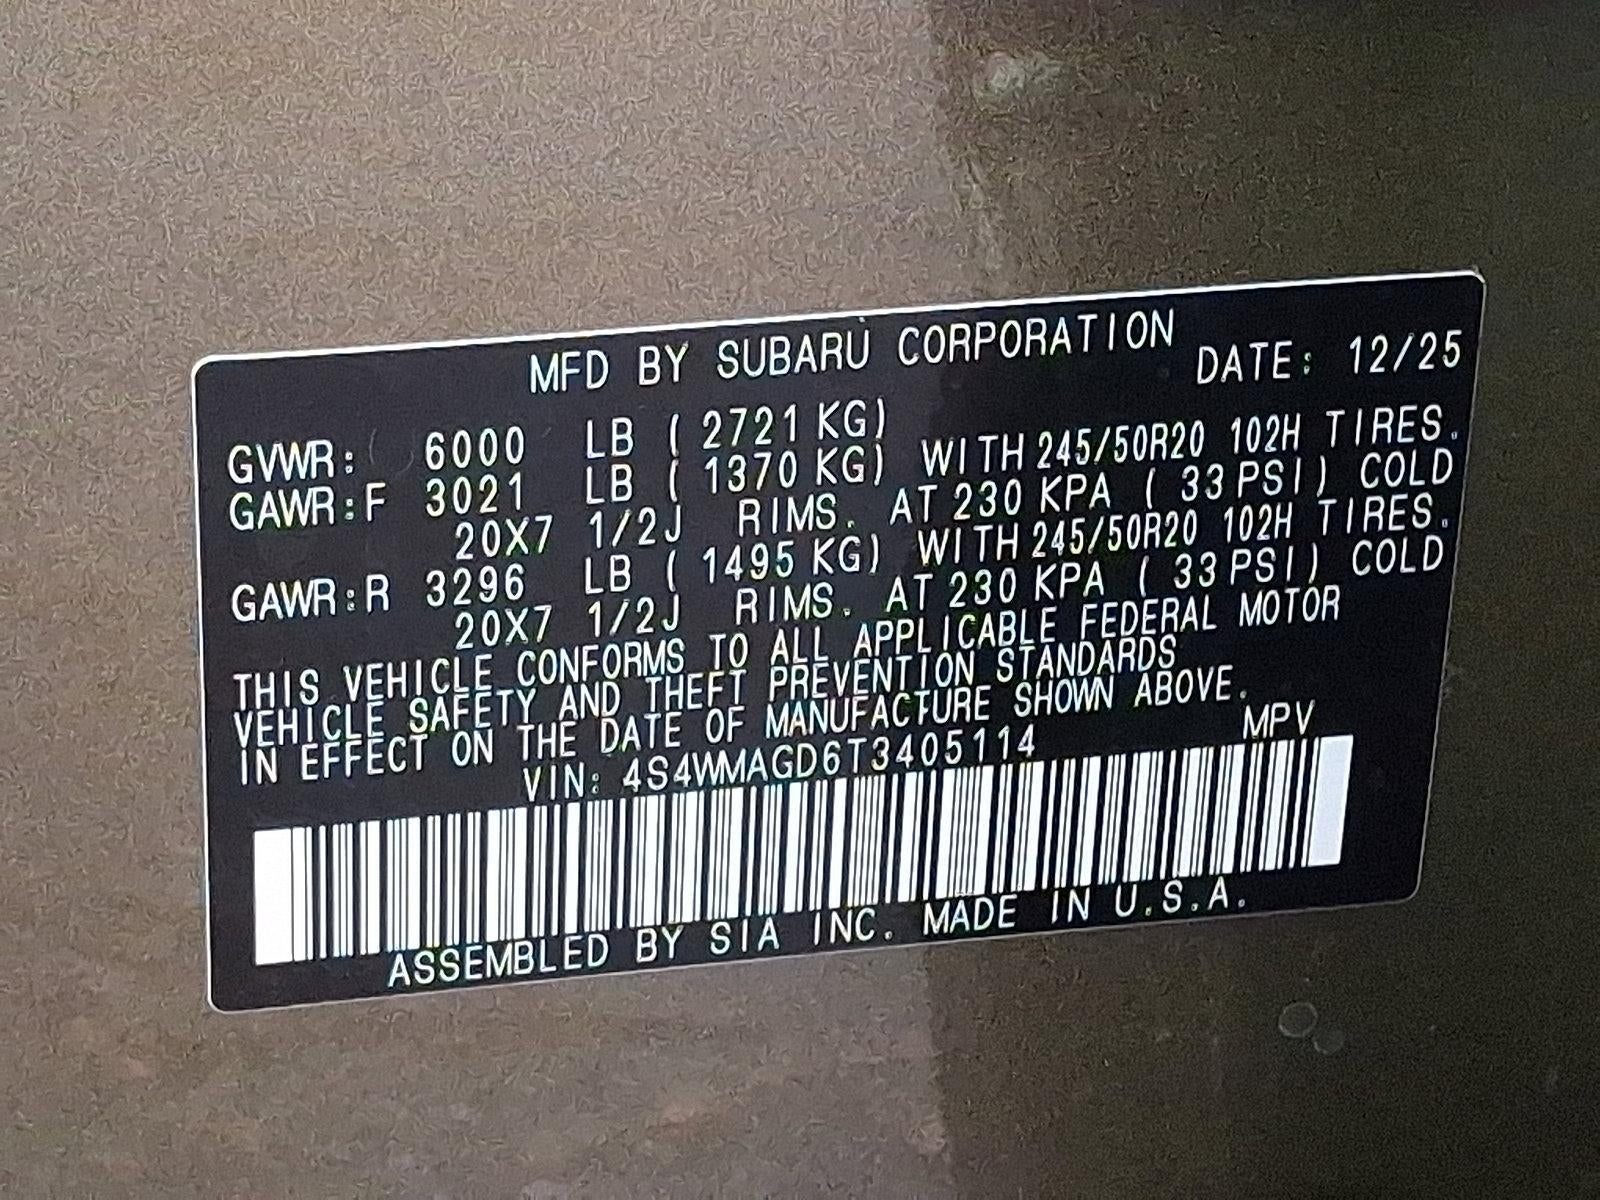 MFD BY SUBARU CORPORATION
DATE: 12/25
GVWR: 6000 LB ( 2721 KG)
GAWR:F 3021 LB ( 1370 KG) WITH 245/50R20 102H TIRES.
20X7 1/2J RIMS. AT 230 KPA ( 33 PSI) COLD
GAWR:R 3296 LB ( 1495 KG) WITH 245/50R20 102H TIRES.
20X7 1/2J RIMS. AT 230 KPA ( 33 PSI) COLD
THIS VEHICLE CONFORMS TO ALL APPLICABLE FEDERAL MOTOR
VEHICLE SAFETY AND THEFT PREVENTION STANDARDS
IN EFFECT ON THE DATE OF MANUFACTURE SHOWN ABOVE.
VIN: 4S4WMAGD6T3405114 MPV
ASSEMBLED BY SIA INC. MADE IN U.S.A.